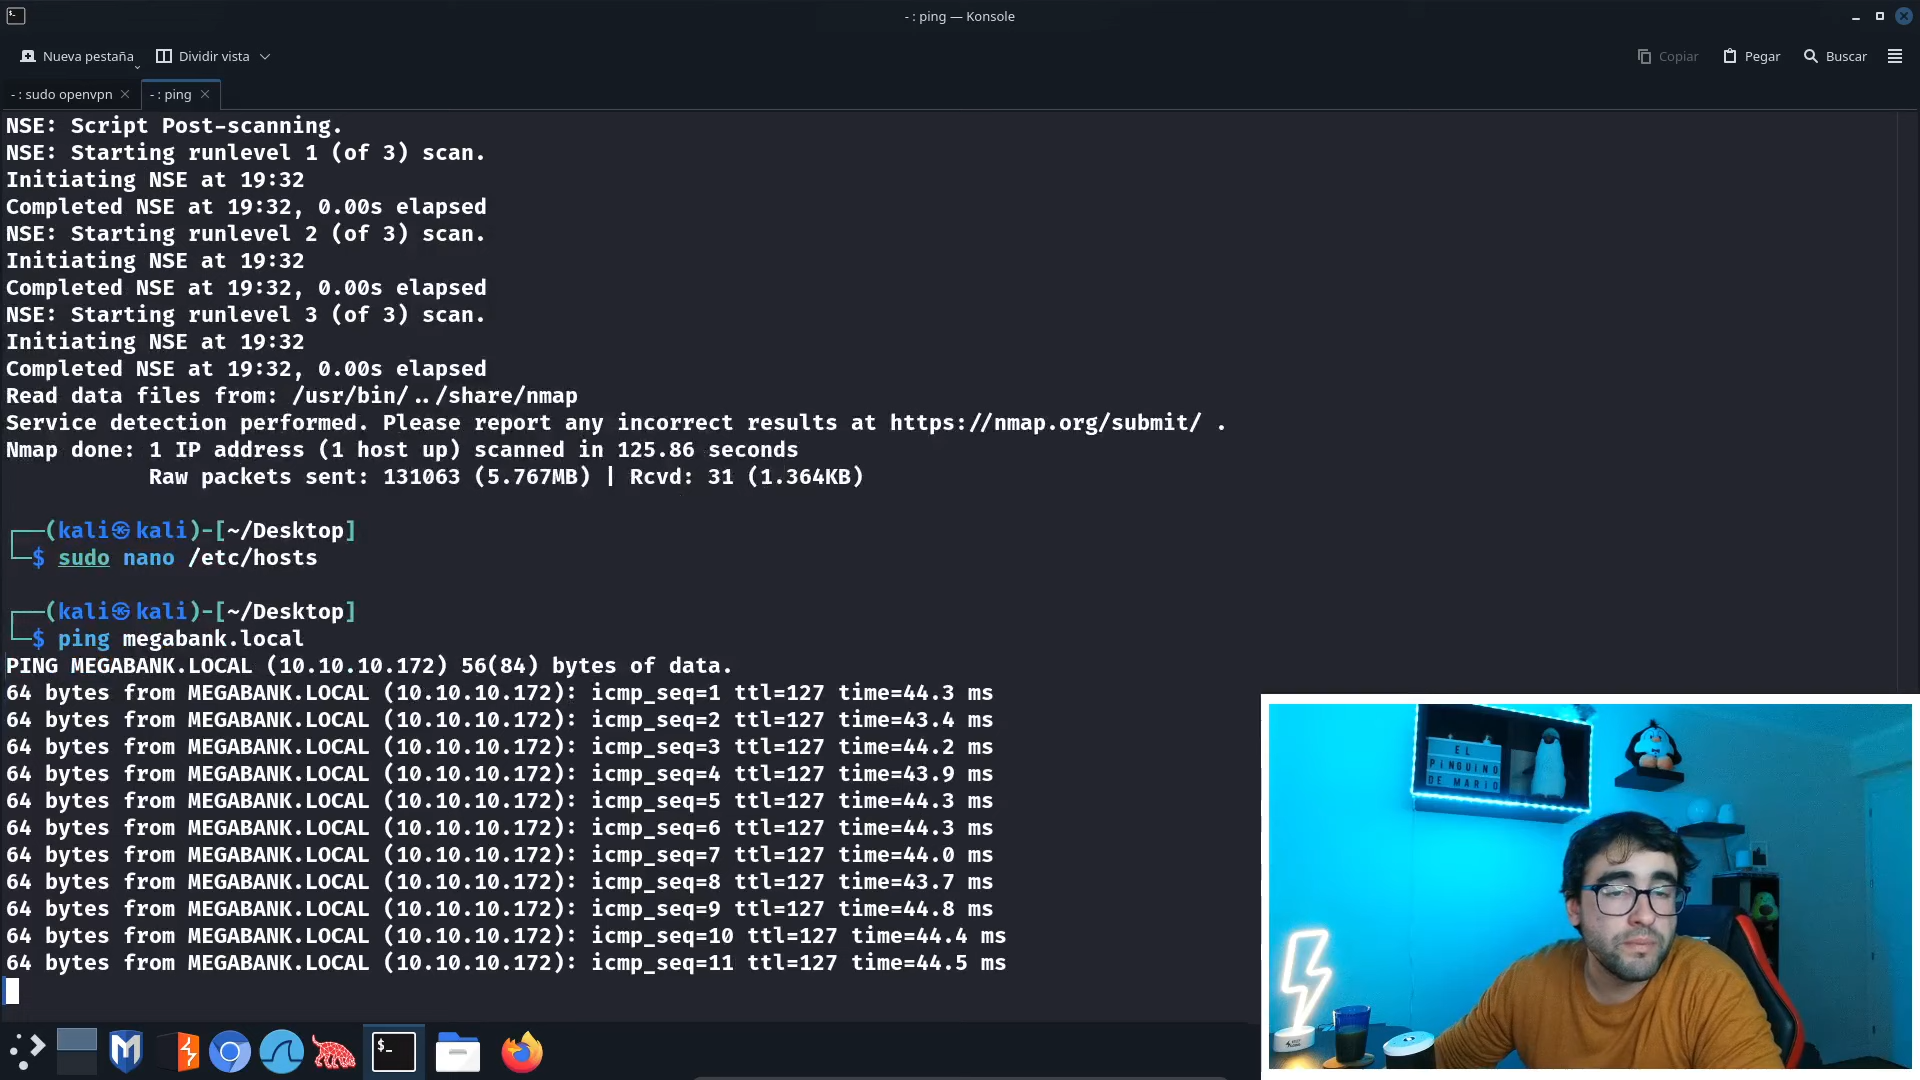 - : ping — Konsole
Nueva pestaña Dividir vista Copiar Pegar Buscar
- : sudo openvpn - : ping
NSE: Script Post-scanning.
NSE: Starting runlevel 1 (of 3) scan.
Initiating NSE at 19:32
Completed NSE at 19:32, 0.00s elapsed
NSE: Starting runlevel 2 (of 3) scan.
Initiating NSE at 19:32
Completed NSE at 19:32, 0.00s elapsed
NSE: Starting runlevel 3 (of 3) scan.
Initiating NSE at 19:32
Completed NSE at 19:32, 0.00s elapsed
Read data files from: /usr/bin/../share/nmap
Service detection performed. Please report any incorrect results at https://nmap.org/submit/ .
Nmap done: 1 IP address (1 host up) scanned in 125.86 seconds
Raw packets sent: 131063 (5.767MB) | Rcvd: 31 (1.364KB)
┌──(kali㉿kali)-[~/Desktop]
└─$ sudo nano /etc/hosts
┌──(kali㉿kali)-[~/Desktop]
└─$ ping megabank.local
PING MEGABANK.LOCAL (10.10.10.172) 56(84) bytes of data.
64 bytes from MEGABANK.LOCAL (10.10.10.172): icmp_seq=1 ttl=127 time=44.3 ms
64 bytes from MEGABANK.LOCAL (10.10.10.172): icmp_seq=2 ttl=127 time=43.4 ms
64 bytes from MEGABANK.LOCAL (10.10.10.172): icmp_seq=3 ttl=127 time=44.2 ms
64 bytes from MEGABANK.LOCAL (10.10.10.172): icmp_seq=4 ttl=127 time=43.9 ms
64 bytes from MEGABANK.LOCAL (10.10.10.172): icmp_seq=5 ttl=127 time=44.3 ms
64 bytes from MEGABANK.LOCAL (10.10.10.172): icmp_seq=6 ttl=127 time=44.3 ms
64 bytes from MEGABANK.LOCAL (10.10.10.172): icmp_seq=7 ttl=127 time=44.0 ms
64 bytes from MEGABANK.LOCAL (10.10.10.172): icmp_seq=8 ttl=127 time=43.7 ms
64 bytes from MEGABANK.LOCAL (10.10.10.172): icmp_seq=9 ttl=127 time=44.8 ms
64 bytes from MEGABANK.LOCAL (10.10.10.172): icmp_seq=10 ttl=127 time=44.4 ms
64 bytes from MEGABANK.LOCAL (10.10.10.172): icmp_seq=11 ttl=127 time=44.5 ms
EL
PINGUINO
DE MARIO